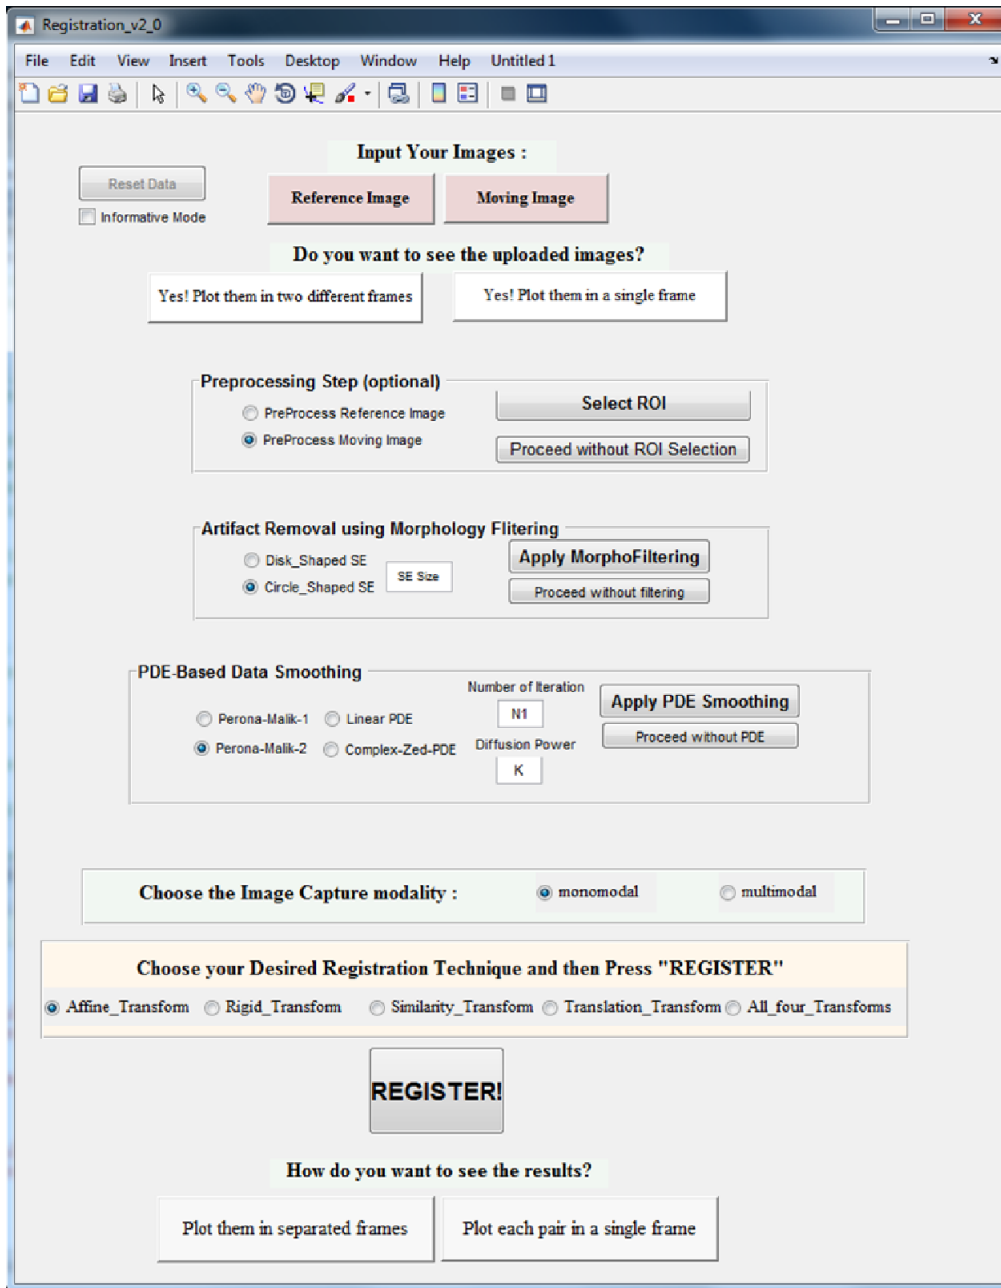 Registration_v2_0
File Edit View Insert Tools Desktop Window Help Untitled 1
Input Your Images :
Reset Data
Reference Image Moving Image
Informative Mode
Do you want to see the uploaded images?
Yes! Plot them in two different frames Yes! Plot them in a single frame
Preprocessing Step (optional)
Select ROI
PreProcess Reference Image
PreProcess Moving Image
Proceed without ROI Selection
Artifact Removal using Morphology Flitering
Disk_Shaped SE
SE Size
Apply MorphoFiltering
Circle_Shaped SE
Proceed without filtering
PDE-Based Data Smoothing
Number of Iteration
Apply PDE Smoothing
Perona-Malik-1 Linear PDE
N1
Proceed without PDE
Perona-Malik-2 Complex-Zed-PDE
Diffusion Power
K
Choose the Image Capture modality : monomodal multimodal
Choose your Desired Registration Technique and then Press "REGISTER"
Affine_Transform Rigid_Transform Similarity_Transform Translation_Transform All_four_Transforms
REGISTER!
How do you want to see the results?
Plot them in separated frames Plot each pair in a single frame